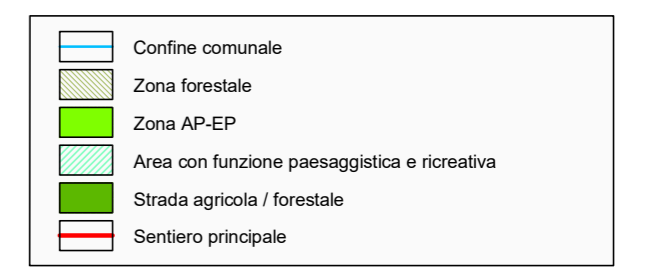 Confine comunale
Zona forestale
Zona AP-EP
Area con funzione paesaggistica e ricreativa
Strada agricola / forestale
Sentiero principale